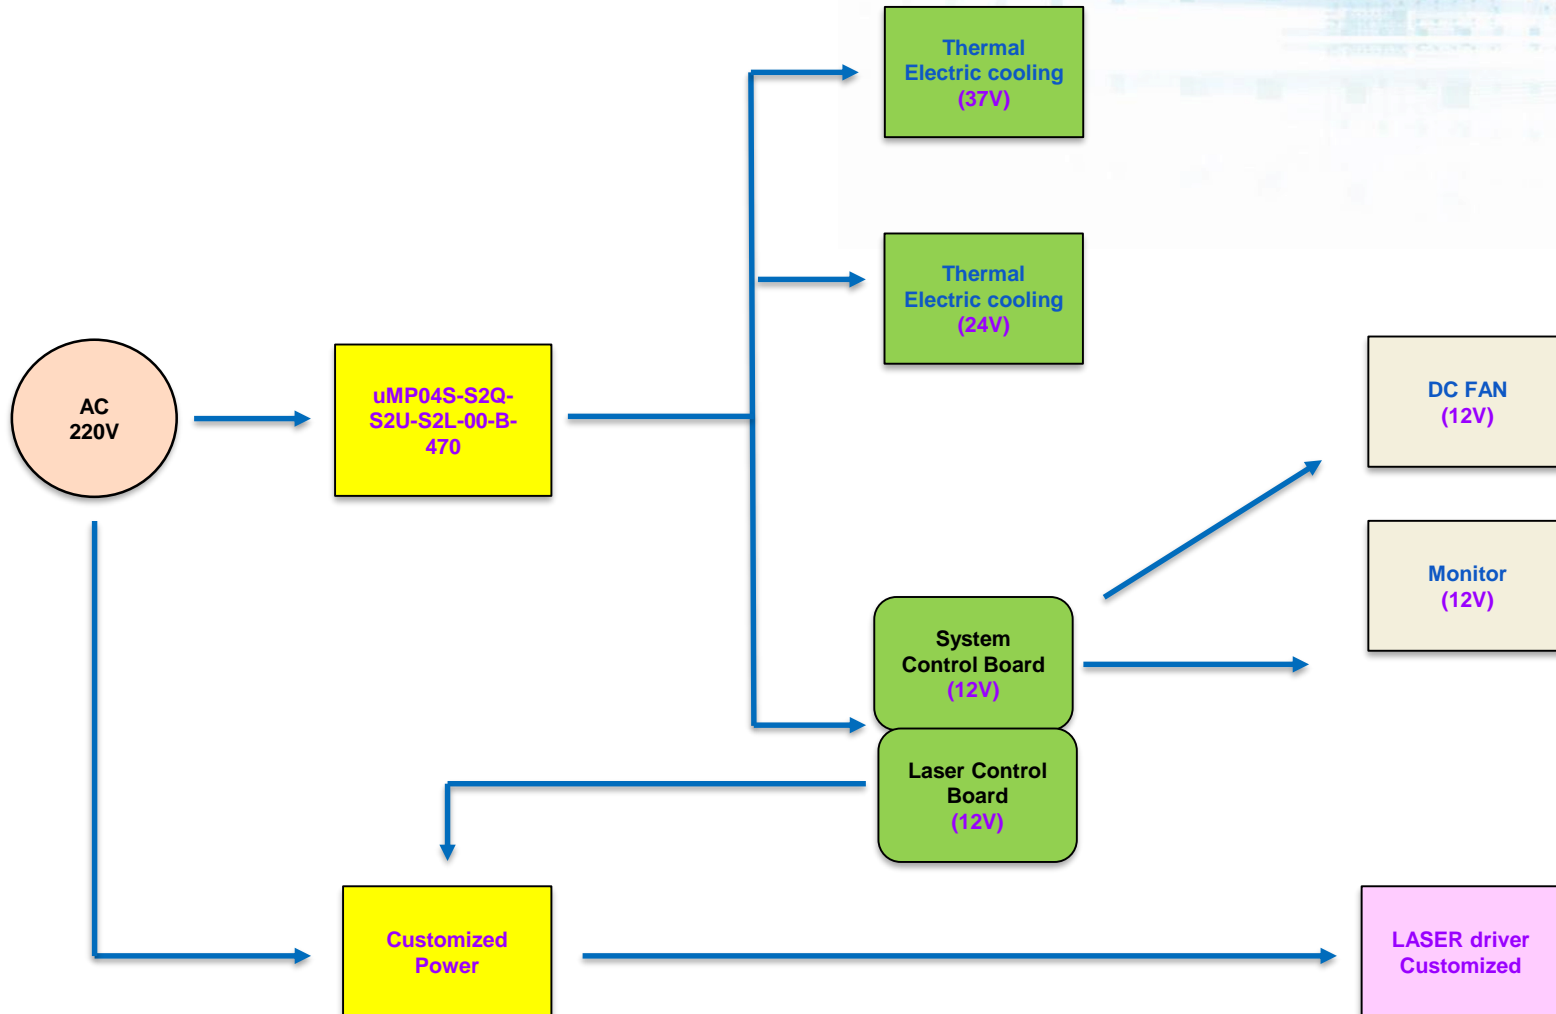 Thermal
Electric cooling
(37V)
Thermal
Electric cooling
(24V)
AC
220V
uMP04S-S2Q-
S2U-S2L-00-B-
470
DC FAN
(12V)
Monitor
(12V)
System
Control Board
(12V)
Laser Control
Board
(12V)
Customized
Power
LASER driver
Customized